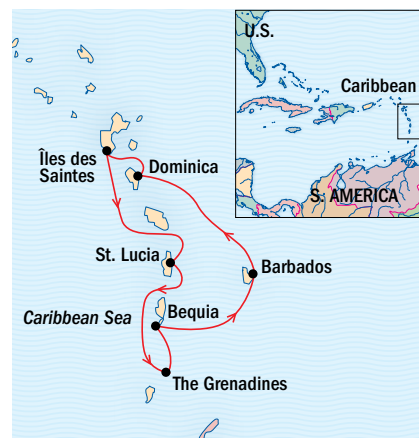 U.S.
Caribbean
S. AMERICA
Îles des
Saintes
Dominica
St. Lucia
Barbados
Caribbean Sea
Bequia
The Grenadines